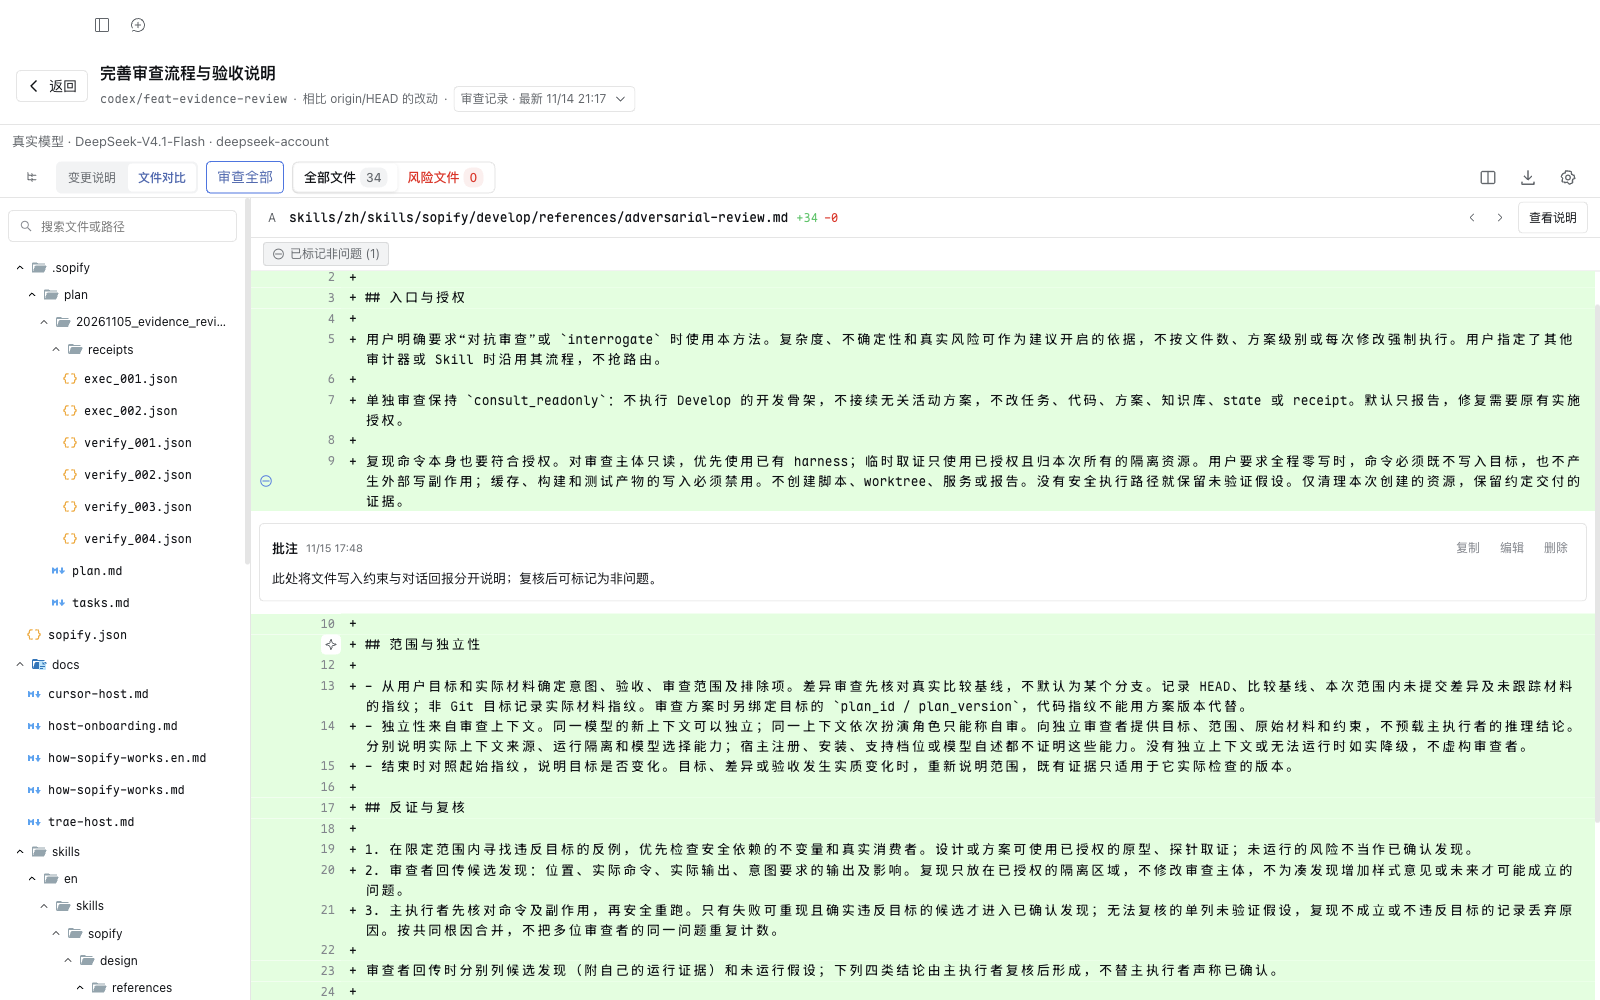 完善审查流程与验收说明
返回
codex/feat-evidence-review · 相比 origin/HEAD 的改动 · 审查记录 · 最新 11/14 21:17
真实模型 · DeepSeek-V4.1-Flash · deepseek-account
变更说明 文件对比 审查全部 全部文件 34 风险文件 0
搜索文件或路径
.sopify
plan
20261105_evidence_revi...
receipts
exec_001.json
exec_002.json
verify_001.json
verify_002.json
verify_003.json
verify_004.json
plan.md
tasks.md
sopify.json
docs
cursor-host.md
host-onboarding.md
how-sopify-works.en.md
how-sopify-works.md
trae-host.md
skills
en
skills
sopify
design
references
A skills/zh/skills/sopify/develop/references/adversarial-review.md +34 -0
查看说明
已标记非问题 (1)
2 +
3 + ## 入口与授权
4 +
5 + 用户明确要求“对抗审查”或 `interrogate` 时使用本方法。复杂度、不确定性和真实风险可作为建议开启的依据，不按文件数、方案级别或每次修改强制执行。用户指定了其他
审计器或 Skill 时沿用其流程，不抢路由。
6 +
7 + 单独审查保持 `consult_readonly`：不执行 Develop 的开发骨架，不接续无关活动方案，不改任务、代码、方案、知识库、state 或 receipt。默认只报告，修复需要原有实施
授权。
8 +
9 + 复现命令本身也要符合授权。对审查主体只读，优先使用已有 harness；临时取证只使用已授权且归本次所有的隔离资源。用户要求全程零写时，命令必须既不写入目标，也不产
生外部写副作用；缓存、构建和测试产物的写入必须禁用。不创建脚本、worktree、服务或报告。没有安全执行路径就保留未验证假设。仅清理本次创建的资源，保留约定交付的
证据。
批注 11/15 17:48
复制 编辑 删除
此处将文件写入约束与对话回报分开说明；复核后可标记为非问题。
10 +
+ ## 范围与独立性
12 +
13 + - 从用户目标和实际材料确定意图、验收、审查范围及排除项。差异审查先核对真实比较基线，不默认为某个分支。记录 HEAD、比较基线、本次范围内未提交差异及未跟踪材料
的指纹；非 Git 目标记录实际材料指纹。审查方案时另绑定目标的 `plan_id / plan_version`，代码指纹不能用方案版本代替。
14 + - 独立性来自审查上下文。同一模型的新上下文可以独立；同一上下文依次扮演角色只能称自审。向独立审查者提供目标、范围、原始材料和约束，不预载主执行者的推理结论。
分别说明实际上下文来源、运行隔离和模型选择能力；宿主注册、安装、支持档位或模型自述都不证明这些能力。没有独立上下文或无法运行时如实降级，不虚构审查者。
15 + - 结束时对照起始指纹，说明目标是否变化。目标、差异或验收发生实质变化时，重新说明范围，既有证据只适用于它实际检查的版本。
16 +
17 + ## 反证与复核
18 +
19 + 1. 在限定范围内寻找违反目标的反例，优先检查安全依赖的不变量和真实消费者。设计或方案可使用已授权的原型、探针取证；未运行的风险不当作已确认发现。
20 + 2. 审查者回传候选发现：位置、实际命令、实际输出、意图要求的输出及影响。复现只放在已授权的隔离区域，不修改审查主体，不为凑发现增加样式意见或未来才可能成立的
问题。
21 + 3. 主执行者先核对命令及副作用，再安全重跑。只有失败可重现且确实违反目标的候选才进入已确认发现；无法复核的单列未验证假设，复现不成立或不违反目标的记录丢弃原
因。按共同根因合并，不把多位审查者的同一问题重复计数。
22 +
23 + 审查者回传时分别列候选发现（附自己的运行证据）和未运行假设；下列四类结论由主执行者复核后形成，不替主执行者声称已确认。
24 +